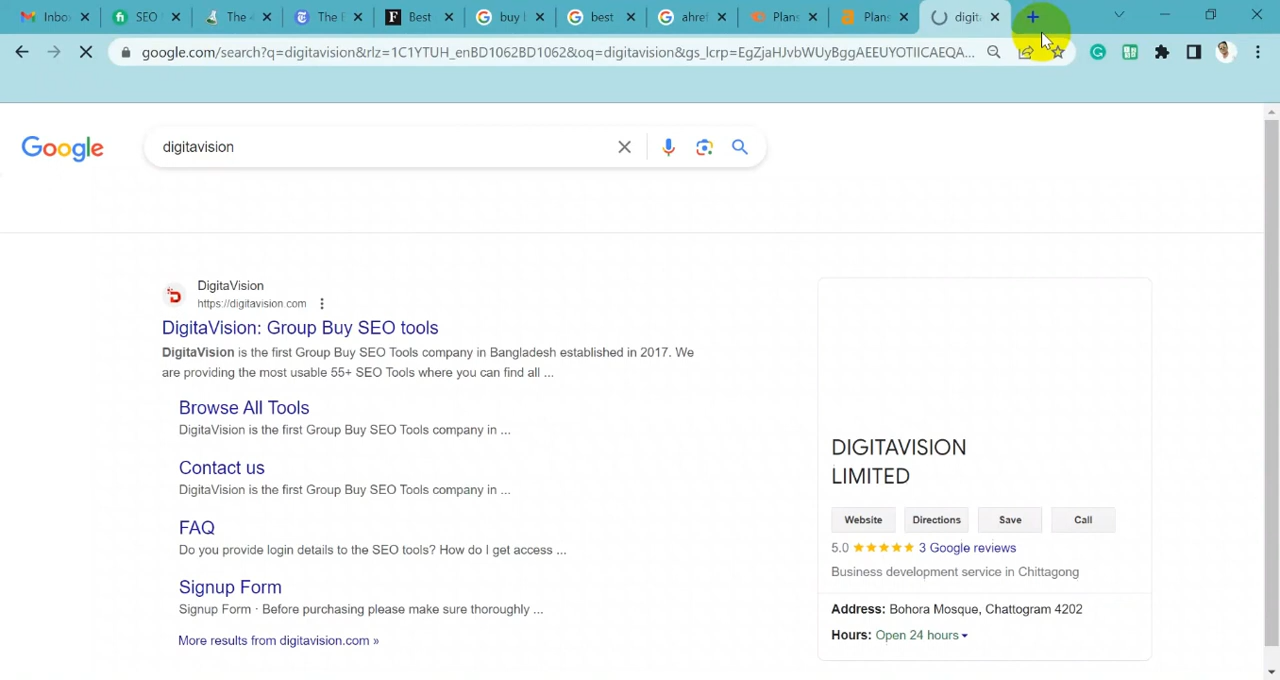 Inbo
SEO
The
The E
Best
buy
best
ahref
Plans
Plans
digita
google.com/search?q=digitavision&rlz=1C1YTUH_enBD1062BD1062&oq=digitavision&gs_lcrp=EgZjaHJvbWUyBggAEEUYOTIICAEQA...
Google
digitavision
DigitaVision
https://digitavision.com
DigitaVision: Group Buy SEO tools
DigitaVision is the first Group Buy SEO Tools company in Bangladesh established in 2017. We
are providing the most usable 55+ SEO Tools where you can find all ...
Browse All Tools
DigitaVision is the first Group Buy SEO Tools company in ...
Contact us
DigitaVision is the first Group Buy SEO Tools company in ...
FAQ
Do you provide login details to the SEO tools? How do I get access ...
Signup Form
Signup Form · Before purchasing please make sure thoroughly ...
More results from digitavision.com »
DIGITAVISION
LIMITED
Website
Directions
Save
Call
5.0 3 Google reviews
Business development service in Chittagong
Address: Bohora Mosque, Chattogram 4202
Hours: Open 24 hours